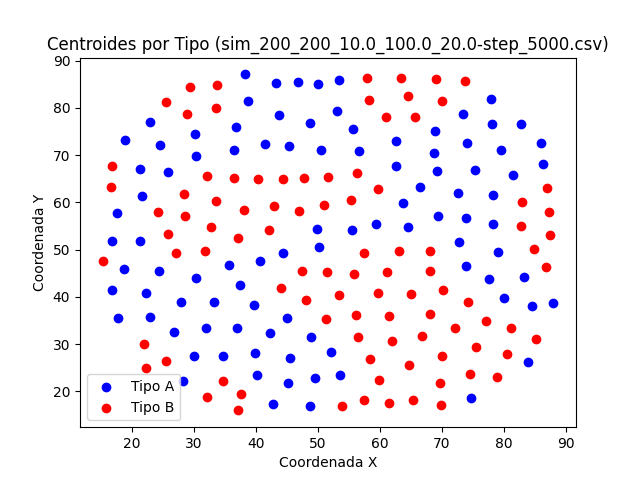 Centroides por Tipo (sim_200_200_10.0_100.0_20.0-step_5000.csv)
90
80
70
60
50
40
30
20
Coordenada Y
Tipo A
Tipo B
20 30 40 50 60 70 80 90
Coordenada X